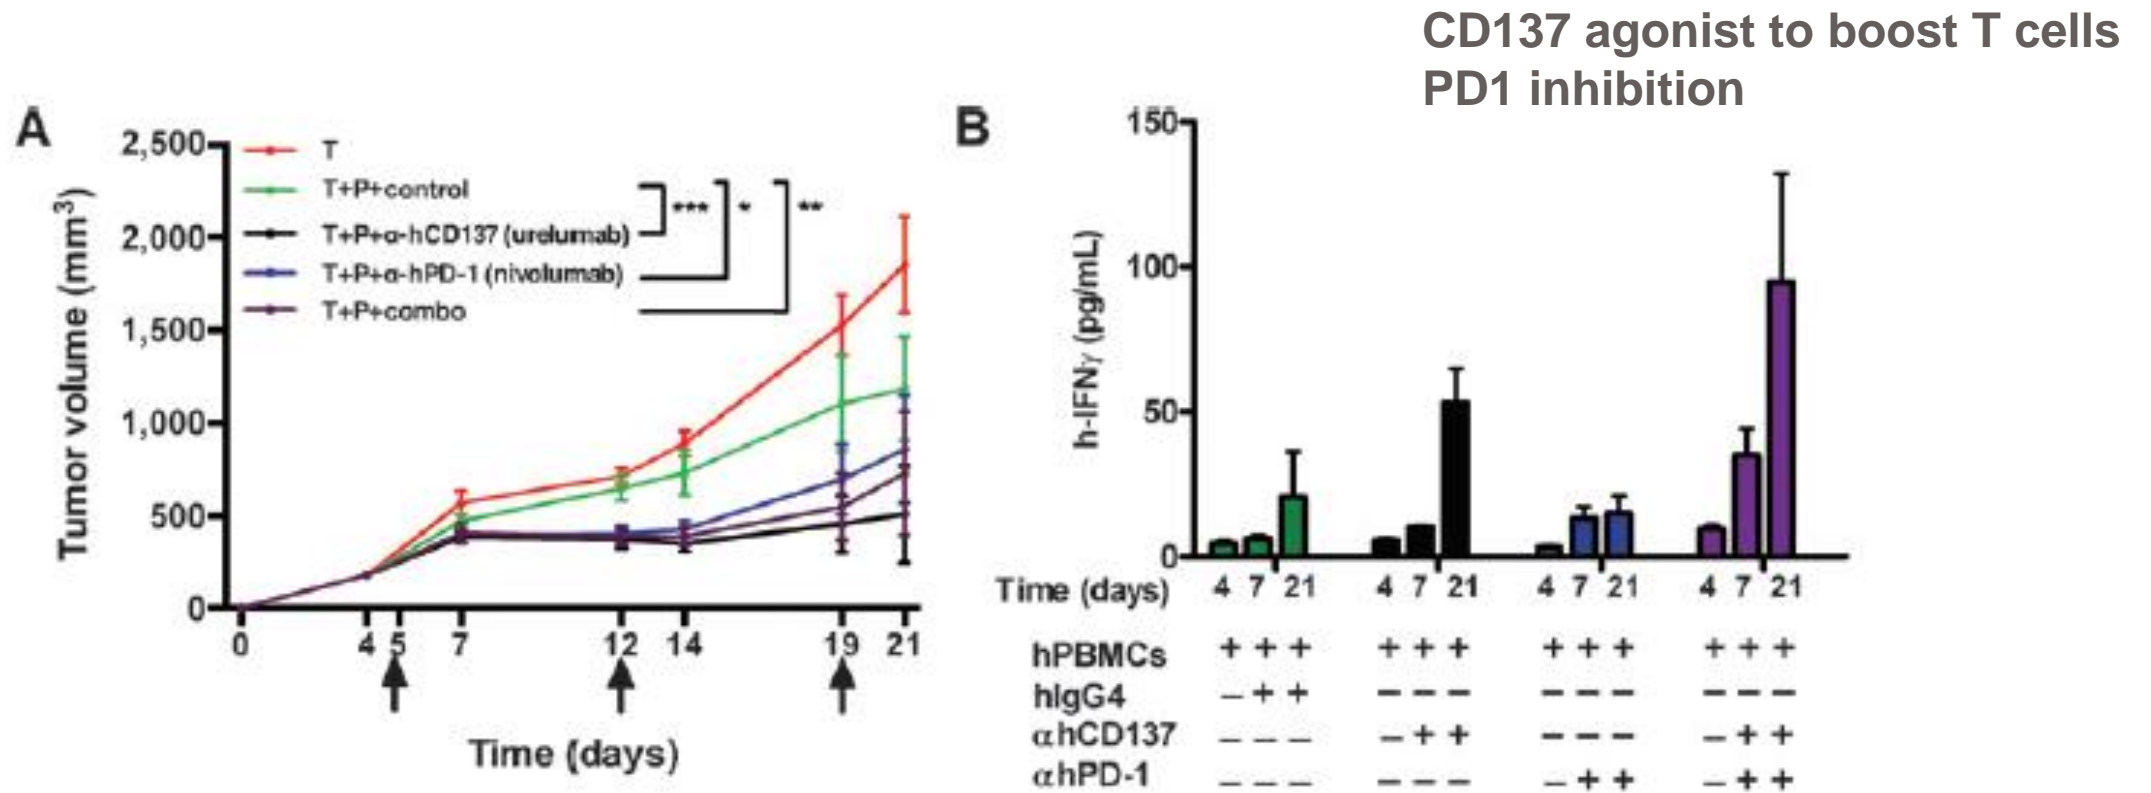 CD137 agonist to boost T cells
PD1 inhibition
A
Tumor volume (mm³)
2,500
2,000
1,500
1,000
500
0
T
T+P+control
T+P+α-hCD137 (urelumab)
T+P+α-hPD-1 (nivolumab)
T+P+combo
*** * **
0 4 5 7 12 14 19 21
Time (days)
B
h-IFNγ (pg/mL)
150
100
50
0
Time (days) 4 7 21 4 7 21 4 7 21 4 7 21
hPBMCs + + + + + + + + + + + +
hIgG4 – + + – – – – – – – – –
αhCD137 – – – – + + – – – – + +
αhPD-1 – – – – – – – + + – + +